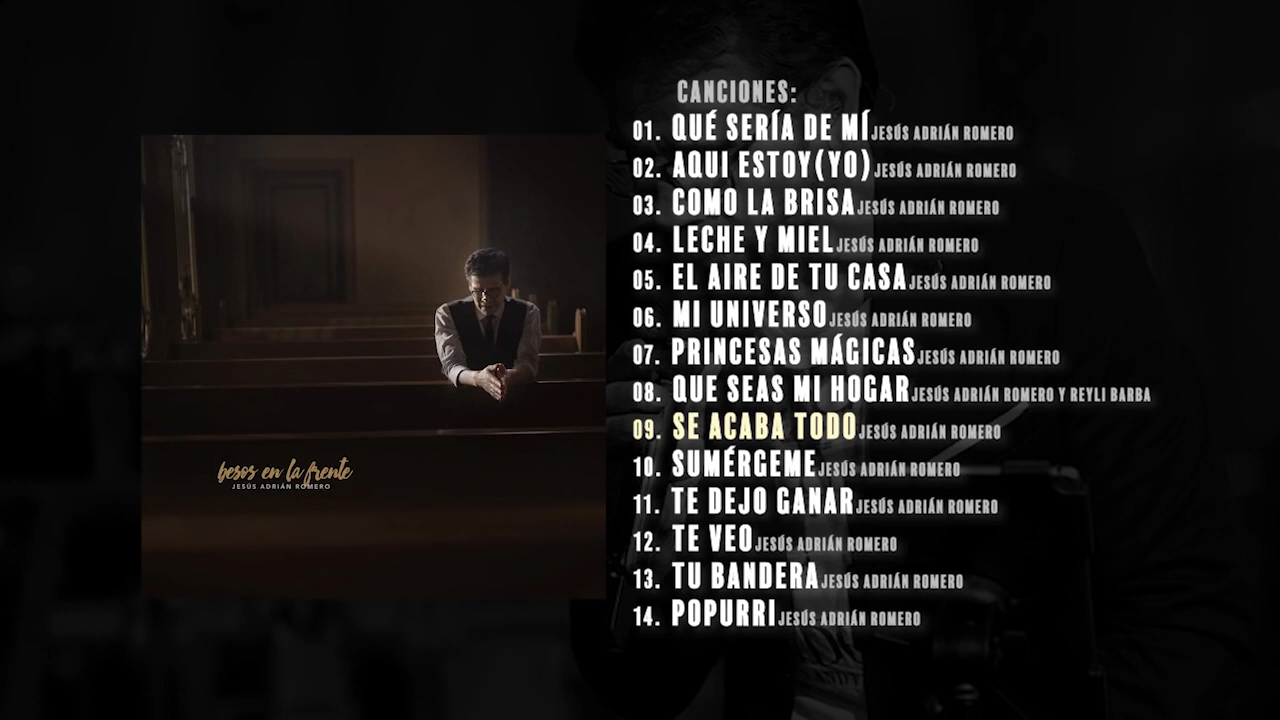 CANCIONES:
01. QUÉ SERÍA DE MÍ JESÚS ADRIÁN ROMERO
02. AQUI ESTOY(YO) JESÚS ADRIÁN ROMERO
03. COMO LA BRISA JESÚS ADRIÁN ROMERO
04. LECHE Y MIEL JESÚS ADRIÁN ROMERO
05. EL AIRE DE TU CASA JESÚS ADRIÁN ROMERO
06. MI UNIVERSO JESÚS ADRIÁN ROMERO
07. PRINCESAS MÁGICAS JESÚS ADRIÁN ROMERO
08. QUE SEAS MI HOGAR JESÚS ADRIÁN ROMERO Y REYLI BARBA
09. SE ACABA TODO JESÚS ADRIÁN ROMERO
10. SUMÉRGEME JESÚS ADRIÁN ROMERO
11. TE DEJO GANAR JESÚS ADRIÁN ROMERO
12. TE VEO JESÚS ADRIÁN ROMERO
13. TU BANDERA JESÚS ADRIÁN ROMERO
14. POPURRI JESÚS ADRIÁN ROMERO
besos en la frente
JESÚS ADRIÁN ROMERO